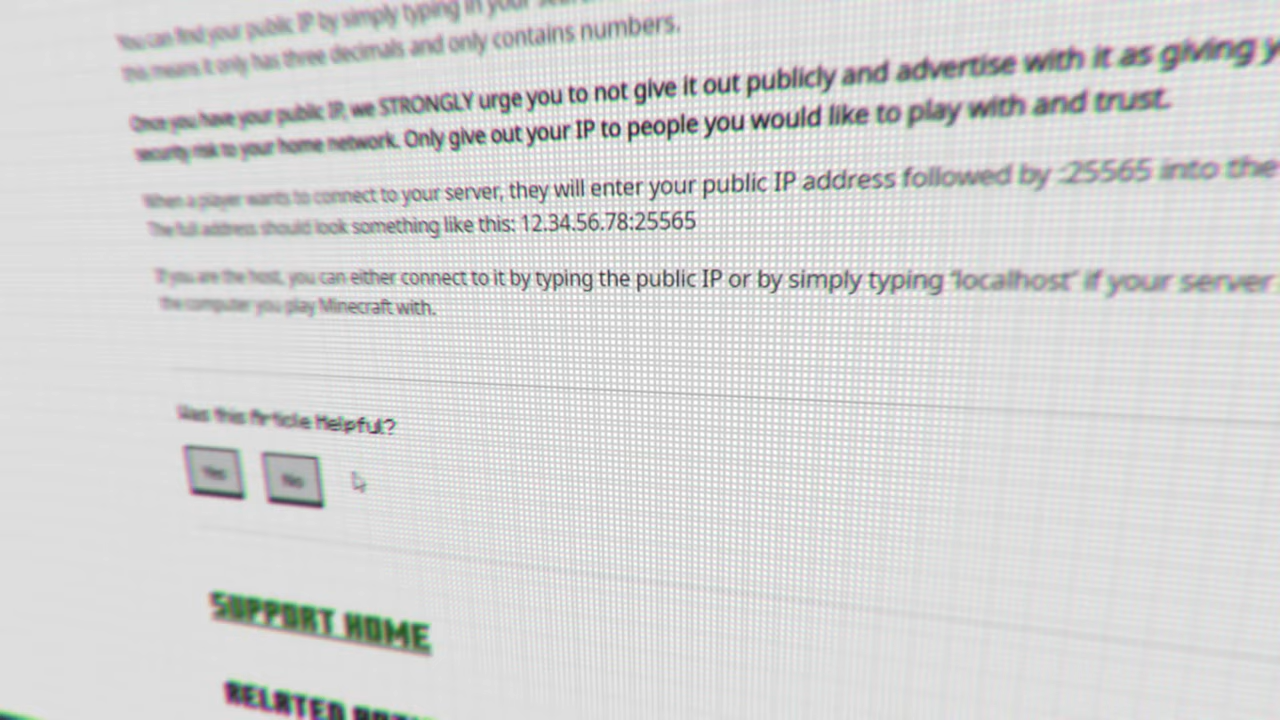 You can find your public IP by simply typing in your
this means it only has three decimals and only contains numbers.
Once you have your public IP, we STRONGLY urge you to not give it out publicly and advertise with it as giving
security risk to your home network. Only give out your IP to people you would like to play with and trust.
When a player wants to connect to your server, they will enter your public IP address followed by :25565 into the
The full address should look something like this: 12.34.56.78:25565
If you are the host, you can either connect to it by typing the public IP or by simply typing 'localhost' if your server
the computer you play Minecraft with.
Was this Article Helpful?
Yes No
SUPPORT HOME
RELATED